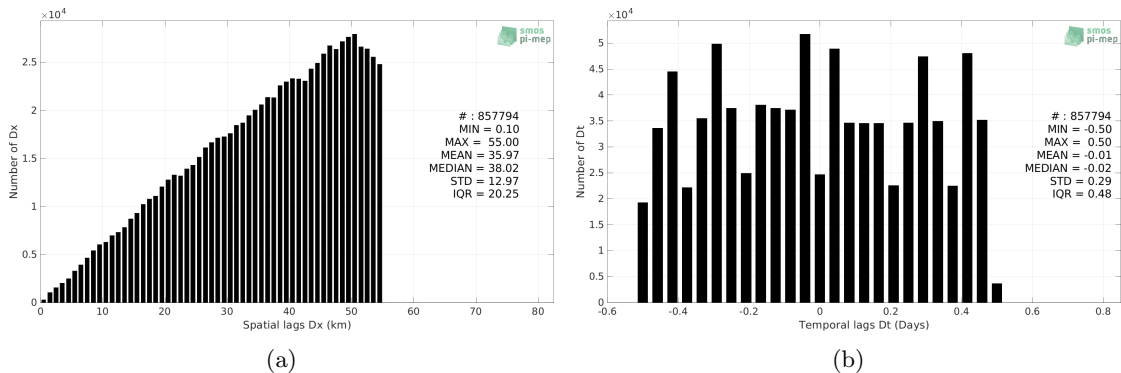 ×10⁴
smos
pi-mep
2.5
2
1.5
1
0.5
0
Number of Dx
# : 857794
MIN = 0.10
MAX = 55.00
MEAN = 35.97
MEDIAN = 38.02
STD = 12.97
IQR = 20.25
0 10 20 30 40 50 60 70 80
Spatial lags Dx (km)
(a)
×10⁴
smos
pi-mep
5
4.5
4
3.5
3
2.5
2
1.5
1
0.5
0
Number of Dt
# : 857794
MIN = -0.50
MAX = 0.50
MEAN = -0.01
MEDIAN = -0.02
STD = 0.29
IQR = 0.48
-0.6 -0.4 -0.2 0 0.2 0.4 0.6 0.8
Temporal lags Dt (Days)
(b)